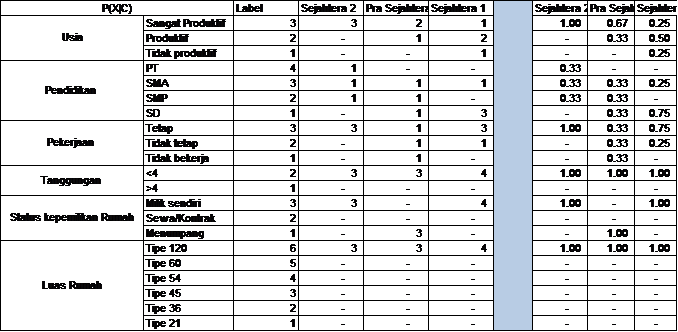 P(X|C) Label Sejahtera 2 Pra Sejahtera Sejahtera 1 Sejahtera 2 Pra Sejal Sejahter
Usia Sangat Produktif 3 3 2 1 1.00 0.67 0.25
Produktif 2 - 1 2 - 0.33 0.50
Tidak produktif 1 - - 1 - - 0.25
Pendidikan PT 4 1 - - 0.33 - -
SMA 3 1 1 1 0.33 0.33 0.25
SMP 2 1 1 - 0.33 0.33 -
SD 1 - 1 3 - 0.33 0.75
Pekerjaan Tetap 3 3 1 3 1.00 0.33 0.75
Tidak tetap 2 - 1 1 - 0.33 0.25
Tidak bekerja 1 - 1 - - 0.33 -
Tanggungan <4 2 3 3 4 1.00 1.00 1.00
>4 1 - - - - - -
Status kepemilikan Rumah Milik sendiri 3 3 - 4 1.00 - 1.00
Sewa/Kontrak 2 - - - - - -
Menumpang 1 - 3 - - 1.00 -
Luas Rumah Tipe 120 6 3 3 4 1.00 1.00 1.00
Tipe 60 5 - - - - - -
Tipe 54 4 - - - - - -
Tipe 45 3 - - - - - -
Tipe 36 2 - - - - - -
Tipe 21 1 - - - - - -